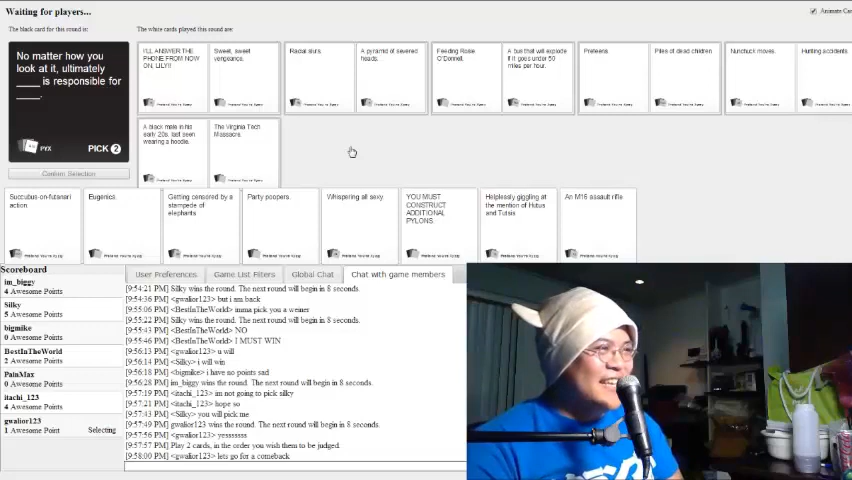 Waiting for players...
Animate Car
The black card for this round is:
The white cards played this round are:
No matter how you
look at it, ultimately
____ is responsible for
____.
PYX
PICK 2
Confirm Selection
I'LL ANSWER THE
PHONE FROM NOW
ON, LILY!!
Sweet, sweet
vengeance.
Racial slurs.
A pyramid of severed
heads.
Feeding Rosie
O'Donnell.
A bus that will explode
if it goes under 50
miles per hour.
Preteens
Piles of dead children
Nunchuck moves.
Hunting accidents
A black male in his
early 20s, last seen
wearing a hoodie.
The Virginia Tech
Massacre.
Succubus-on-futanari
action
Eugenics.
Getting censored by a
stampede of
elephants
Party poopers.
Whispering all sexy
YOU MUST
CONSTRUCT
ADDITIONAL
PYLONS.
Helplessly giggling at
the mention of Hutus
and Tutsis
An M16 assault rifle
Scoreboard
im_biggy
4 Awesome Points
Silky
5 Awesome Points
bigmike
0 Awesome Points
BestInTheWorld
2 Awesome Points
PainMax
0 Awesome Points
itachi_123
4 Awesome Points
gwalior123
1 Awesome Point
Selecting
User Preferences
Game List Filters
Global Chat
Chat with game members
[9:54:21 PM] Silky wins the round. The next round will begin in 8 seconds.
[9:54:36 PM] <gwalior123> but i am back
[9:55:06 PM] <BestInTheWorld> imma pick you a weiner
[9:55:22 PM] Silky wins the round. The next round will begin in 8 seconds.
[9:55:43 PM] <BestInTheWorld> NO
[9:55:46 PM] <BestInTheWorld> I MUST WIN
[9:56:13 PM] <gwalior123> u will
[9:56:14 PM] <Silky> i will win
[9:56:18 PM] <bigmike> i have no points sad
[9:56:28 PM] im_biggy wins the round. The next round will begin in 8 seconds.
[9:57:19 PM] <itachi_123> im not going to pick silky
[9:57:21 PM] <itachi_123> hope so
[9:57:43 PM] <Silky> you will pick me
[9:57:49 PM] gwalior123 wins the round. The next round will begin in 8 seconds.
[9:57:56 PM] <gwalior123> yesssssss
[9:57:57 PM] Play 2 cards, in the order you wish them to be judged.
[9:58:00 PM] <gwalior123> lets go for a comeback